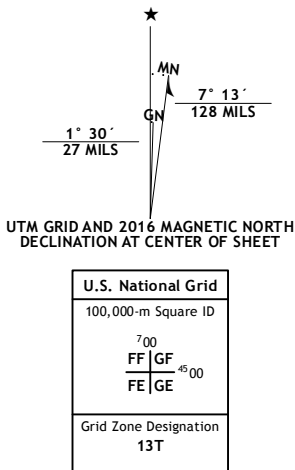 ★
MN
GN
7° 13´
128 MILS
1° 30´
27 MILS
UTM GRID AND 2016 MAGNETIC NORTH
DECLINATION AT CENTER OF SHEET
U.S. National Grid
100,000-m Square ID
700
FF GF
4500
FE GE
Grid Zone Designation
13T